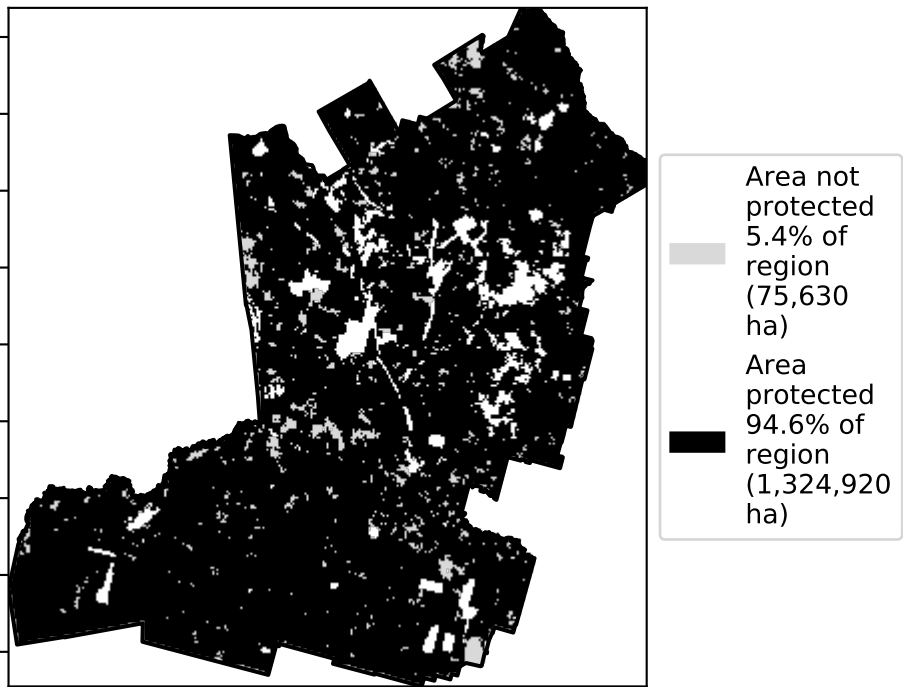 Area not
protected
5.4% of
region
(75,630
ha)
Area
protected
94.6% of
region
(1,324,920
ha)